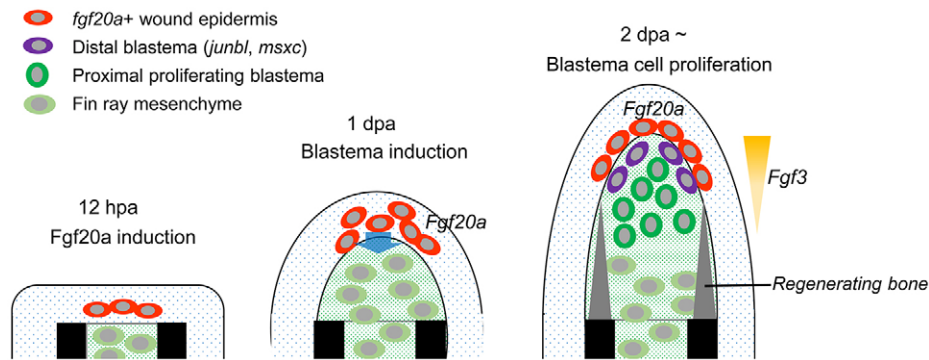 fgf20a+ wound epidermis
Distal blastema (junbl, msxc)
Proximal proliferating blastema
Fin ray mesenchyme
12 hpa
Fgf20a induction
1 dpa
Blastema induction
Fgf20a
2 dpa ~
Blastema cell proliferation
Fgf20a
Fgf3
Regenerating bone